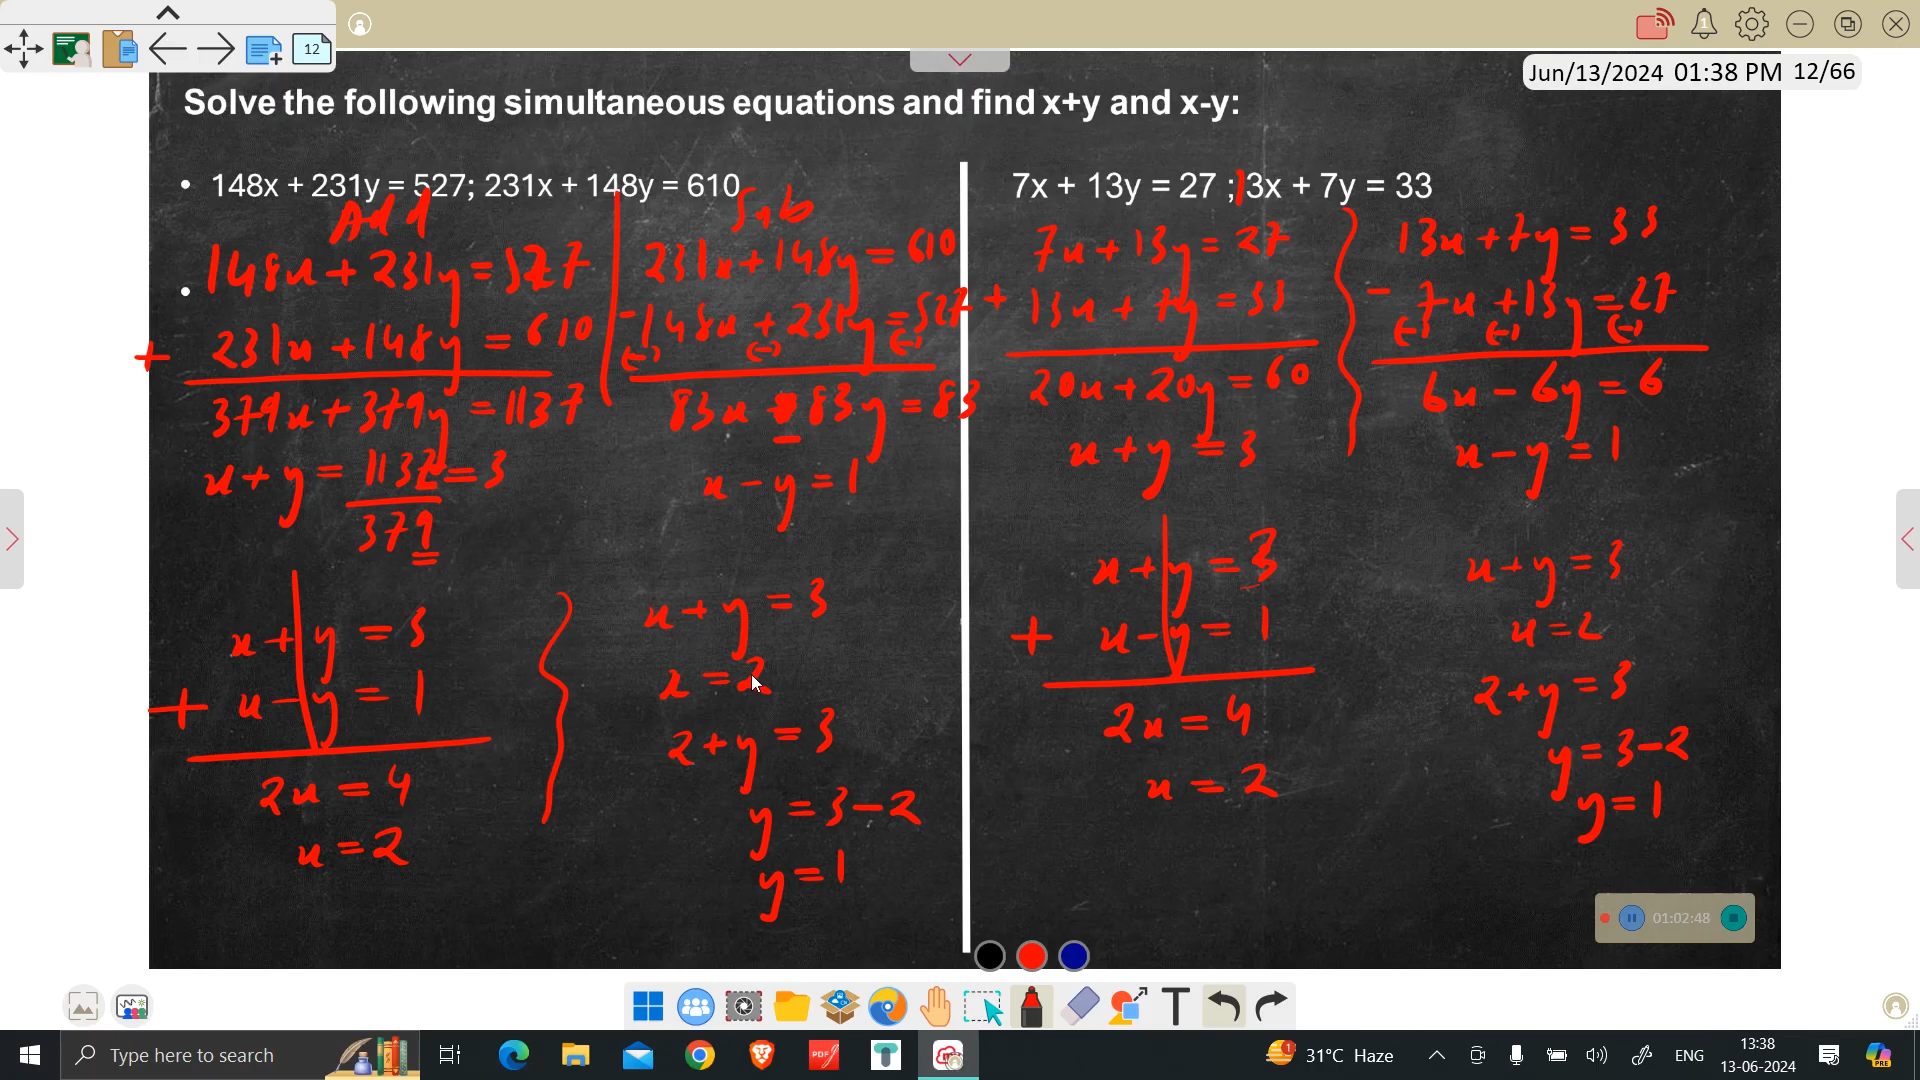 12
Jun/13/2024 01:38 PM 12/66
1
Solve the following simultaneous equations and find x+y and x-y:
• 148x + 231y = 527; 231x + 148y = 610
Add
148x + 231y = 527
+ 231x + 148y = 610
379x + 379y = 1137
x + y = 1137 = 3
379
Sub
231x + 148y = 610
- 148x + 231y = 527
(-) (-) (-)
83x - 83y = 83
x - y = 1
x + y = 3
+ x - y = 1
2x = 4
x = 2
x + y = 3
x = 2
2 + y = 3
y = 3 - 2
y = 1
7x + 13y = 27 ; 13x + 7y = 33
7x + 13y = 27
+ 13x + 7y = 33
20x + 20y = 60
x + y = 3
13x + 7y = 33
- 7x + 13y = 27
(-) (-) (-)
6x - 6y = 6
x - y = 1
x + y = 3
+ x - y = 1
2x = 4
x = 2
x + y = 3
x = 2
2 + y = 3
y = 3 - 2
y = 1
01:02:48
T
Type here to search
PDF
T
1
31°C Haze
ENG
13:38
13-06-2024
PRE